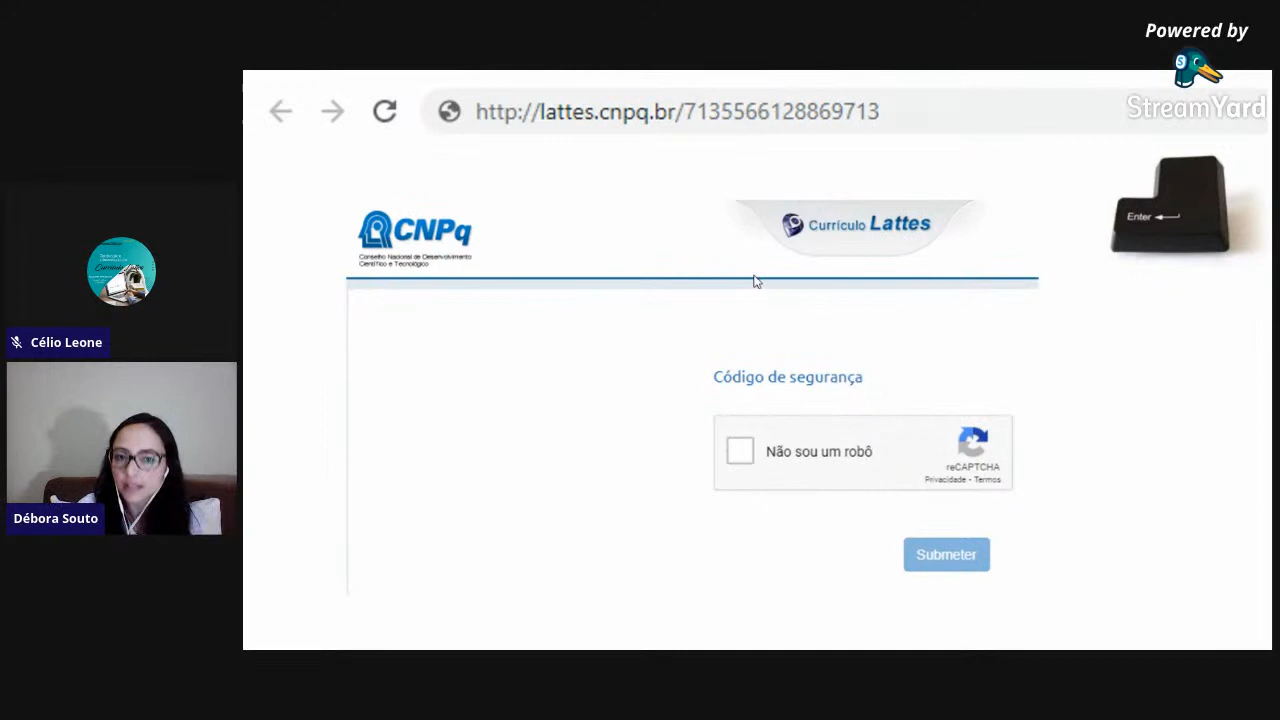 Powered by
StreamYard
http://lattes.cnpq.br/7135566128869713
Enter
CNPq
Conselho Nacional de Desenvolvimento
Científico e Tecnológico
Currículo Lattes
Código de segurança
Não sou um robô
reCAPTCHA
Privacidade - Termos
Submeter
Célio Leone
Débora Souto